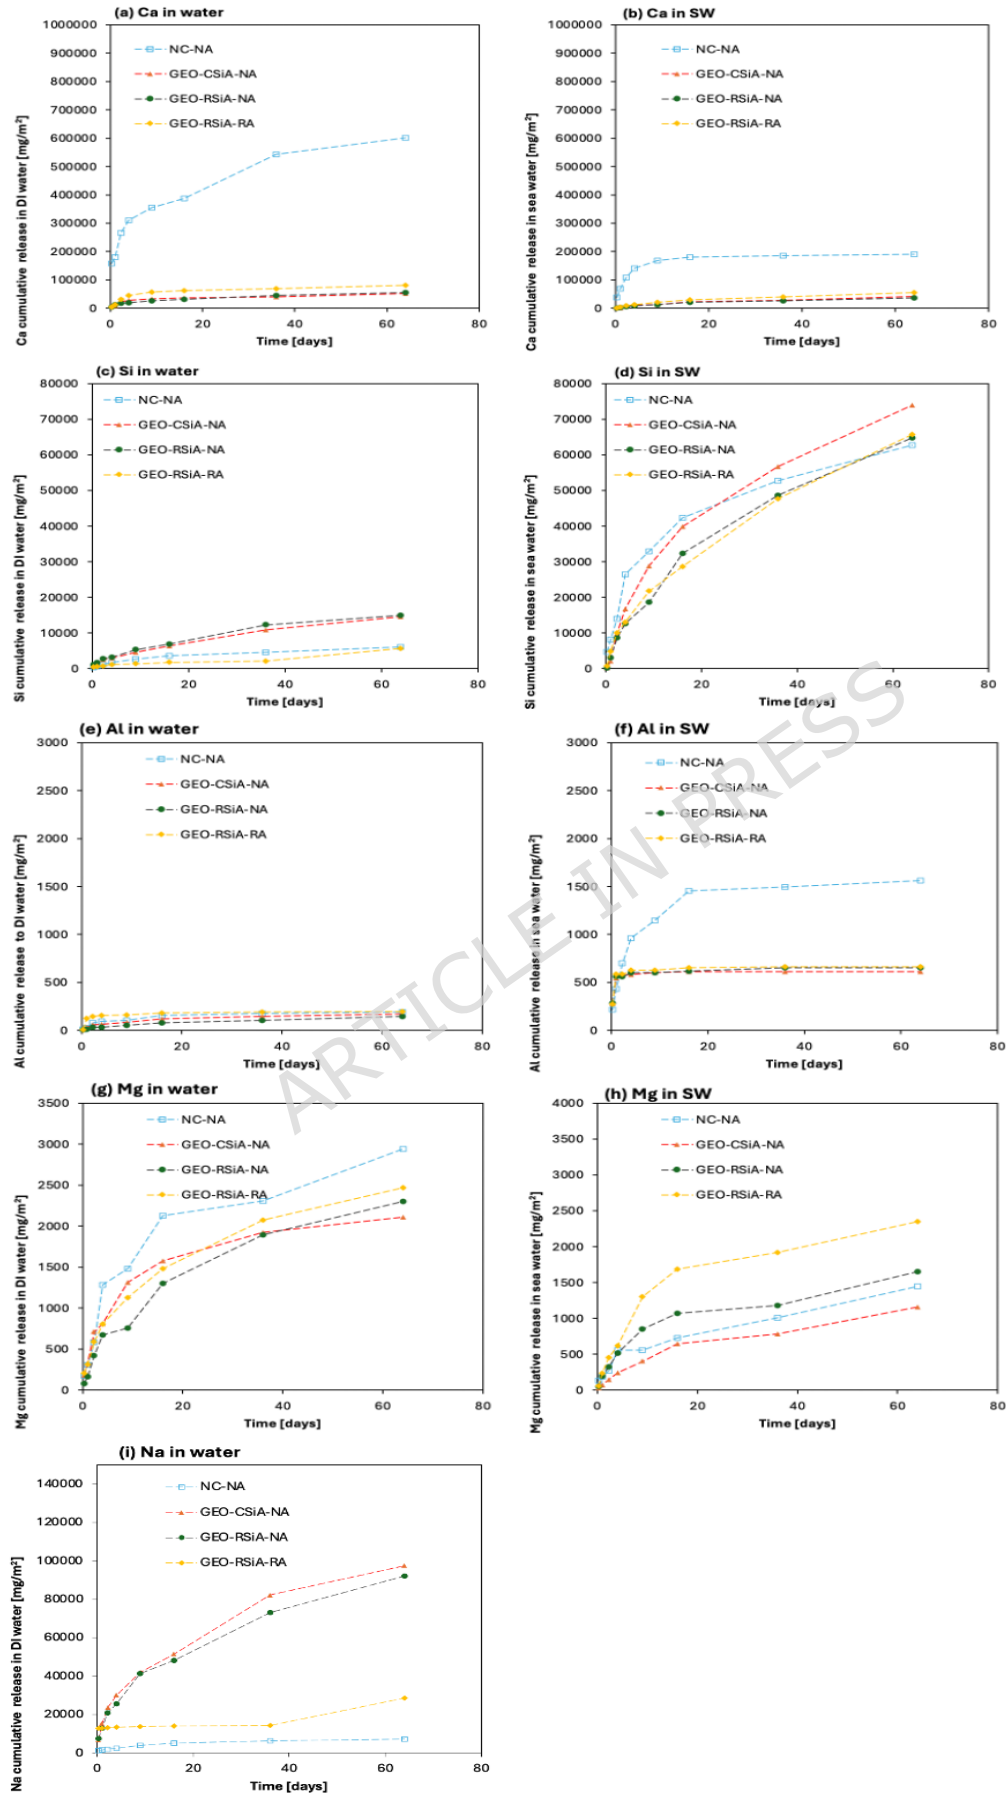 (a) Ca in water
Ca cumulative release in DI water [mg/m²]
1000000
900000
800000
700000
600000
500000
400000
300000
200000
100000
0
NC-NA
GEO-CSiA-NA
GEO-RSiA-NA
GEO-RSiA-RA
0 20 40 60 80
Time [days]
(b) Ca in SW
Ca cumulative release in sea water [mg/m²]
1000000
900000
800000
700000
600000
500000
400000
300000
200000
100000
0
NC-NA
GEO-CSiA-NA
GEO-RSiA-NA
GEO-RSiA-RA
0 20 40 60 80
Time [days]
(c) Si in water
Si cumulative release in DI water [mg/m²]
80000
70000
60000
50000
40000
30000
20000
10000
0
NC-NA
GEO-CSiA-NA
GEO-RSiA-NA
GEO-RSiA-RA
0 20 40 60 80
Time [days]
(d) Si in SW
Si cumulative release in sea water [mg/m²]
80000
70000
60000
50000
40000
30000
20000
10000
0
NC-NA
GEO-CSiA-NA
GEO-RSiA-NA
GEO-RSiA-RA
0 20 40 60 80
Time [days]
(e) Al in water
Al cumulative release to DI water [mg/m²]
3000
2500
2000
1500
1000
500
0
NC-NA
GEO-CSiA-NA
GEO-RSiA-NA
GEO-RSiA-RA
0 20 40 60 80
Time [days]
(f) Al in SW
Al cumulative release in sea water [mg/m²]
3000
2500
2000
1500
1000
500
0
NC-NA
GEO-CSiA-NA
GEO-RSiA-NA
GEO-RSiA-RA
0 20 40 60 80
Time [days]
ARTICLE IN PRESS
(g) Mg in water
Mg cumulative release in DI water [mg/m²]
3500
3000
2500
2000
1500
1000
500
0
NC-NA
GEO-CSiA-NA
GEO-RSiA-NA
GEO-RSiA-RA
0 20 40 60 80
Time [days]
(h) Mg in SW
Mg cumulative release in sea water [mg/m²]
4000
3500
3000
2500
2000
1500
1000
500
0
NC-NA
GEO-CSiA-NA
GEO-RSiA-NA
GEO-RSiA-RA
0 20 40 60 80
Time [days]
(i) Na in water
Na cumulative release in DI water [mg/m²]
140000
120000
100000
80000
60000
40000
20000
0
NC-NA
GEO-CSiA-NA
GEO-RSiA-NA
GEO-RSiA-RA
0 20 40 60 80
Time [days]